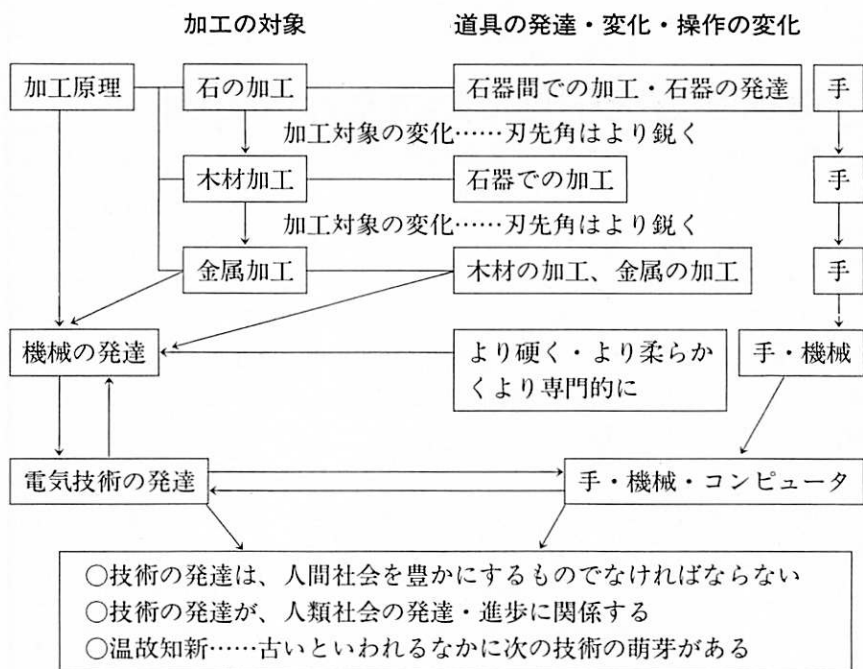 加工の対象 道具の発達・変化・操作の変化
加工原理 石の加工 石器間での加工・石器の発達 手
加工対象の変化……刃先角はより鋭く
木材加工 石器での加工 手
加工対象の変化……刃先角はより鋭く
金属加工 木材の加工、金属の加工 手
機械の発達 より硬く・より柔らか 手・機械
くより専門的に
電気技術の発達 手・機械・コンピュータ
○技術の発達は、人間社会を豊かにするものでなければならない
○技術の発達が、人類社会の発達・進歩に関係する
○温故知新……古いといわれるなかに次の技術の萌芽がある